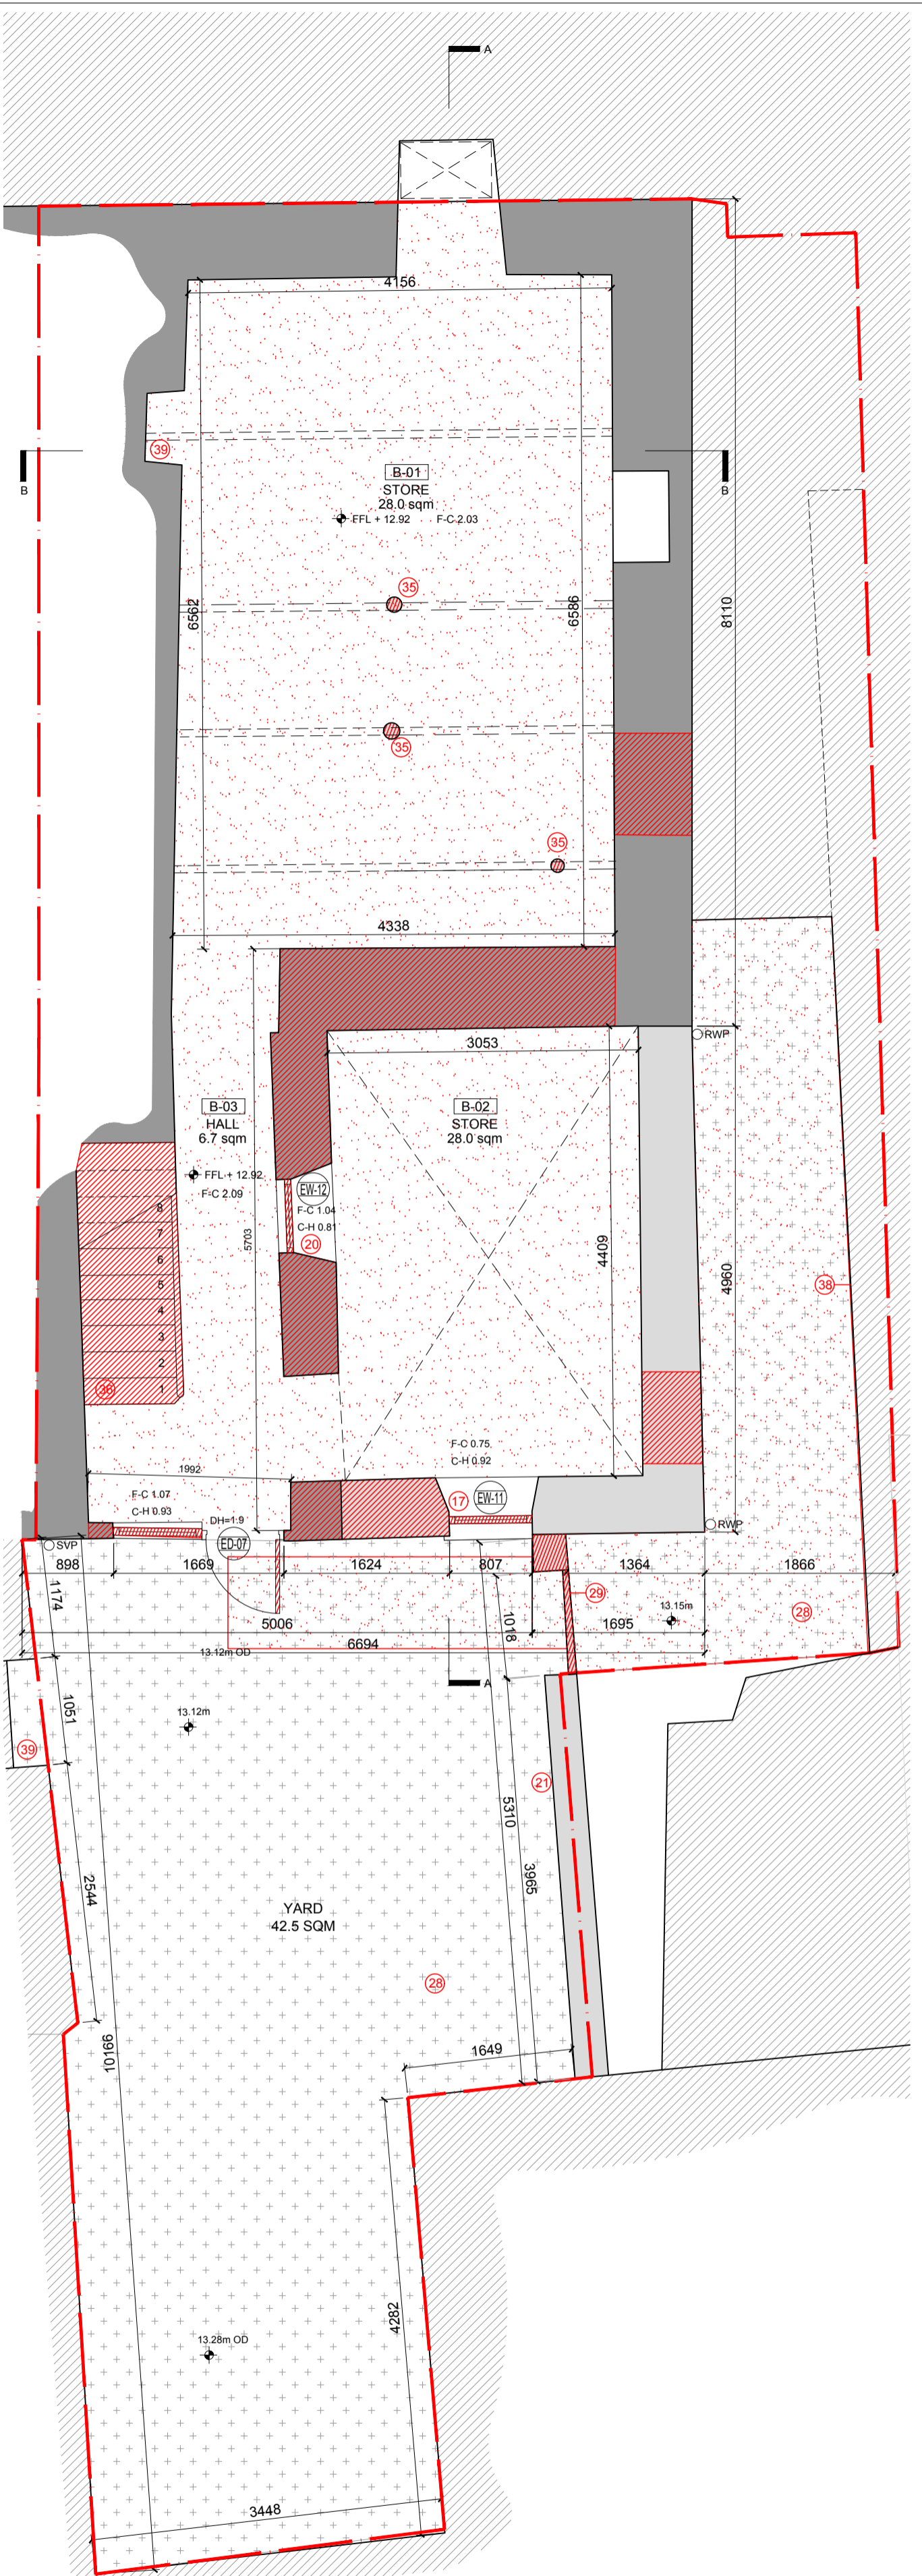 A
4156
39
B
B
B-01
STORE
28.0 sqm
FFL + 12.92
F-C 2.03
35
6562
6586
8110
35
35
4338
RWP
3053
B-03
HALL
6.7 sqm
B-02
STORE
28.0 sqm
FFL + 12.92
F-C 2.09
EW-12
F-C 1.04
C-H 0.81
20
8
7
6
5
4
3
2
1
36
5703
4409
4960
38
1992
F-C 0.75
C-H 0.92
F-C 1.07
C-H 0.93
17
EW-11
DH=1.9
ED-07
RWP
SVP
898
1669
1624
807
1364
1866
1174
29
13.15m
28
5006
1018
1695
6694
13.12m OD
A
1051
13.12m
39
21
5310
3965
2544
YARD
42.5 SQM
28
10166
1649
4282
13.28m OD
3448